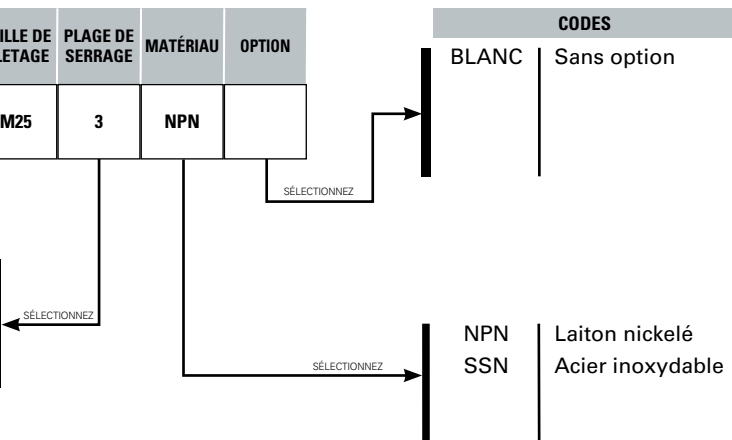 CODES
PLAGE DE MATÉRIAU OPTION
SERRAGE
BLANC Sans option
M25 3 NPN
SÉLECTIONNEZ
SÉLECTIONNEZ
NPN Laiton nickelé
SÉLECTIONNEZ
SSN Acier inoxydable